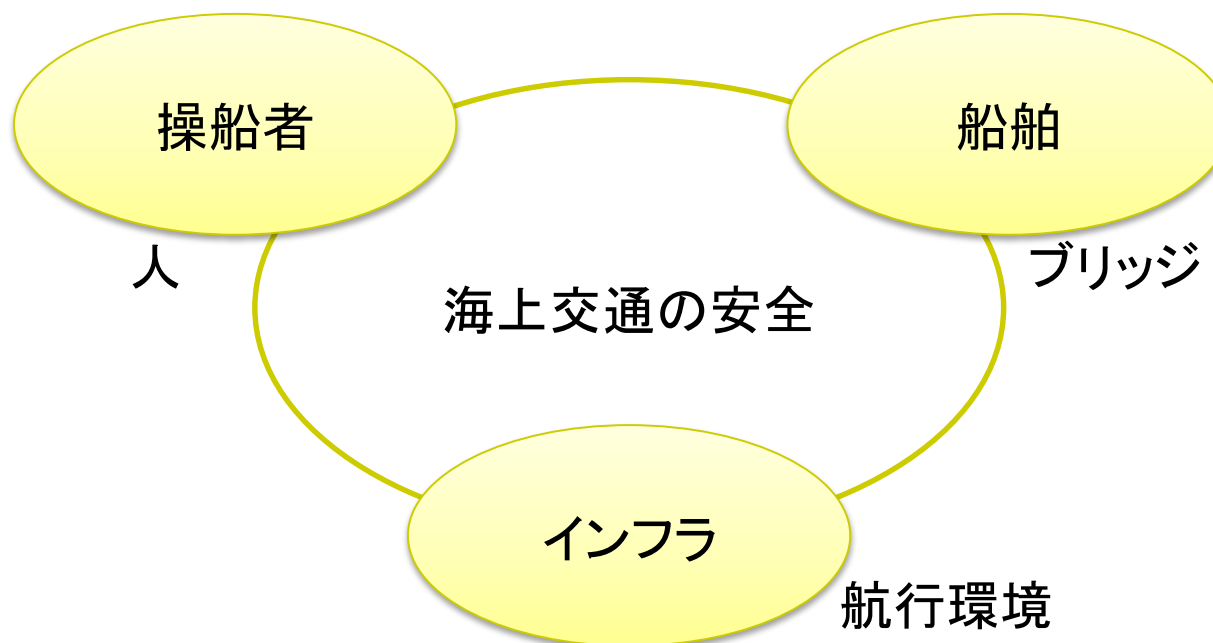 操船者
船舶
人
ブリッジ
海上交通の安全
インフラ
航行環境